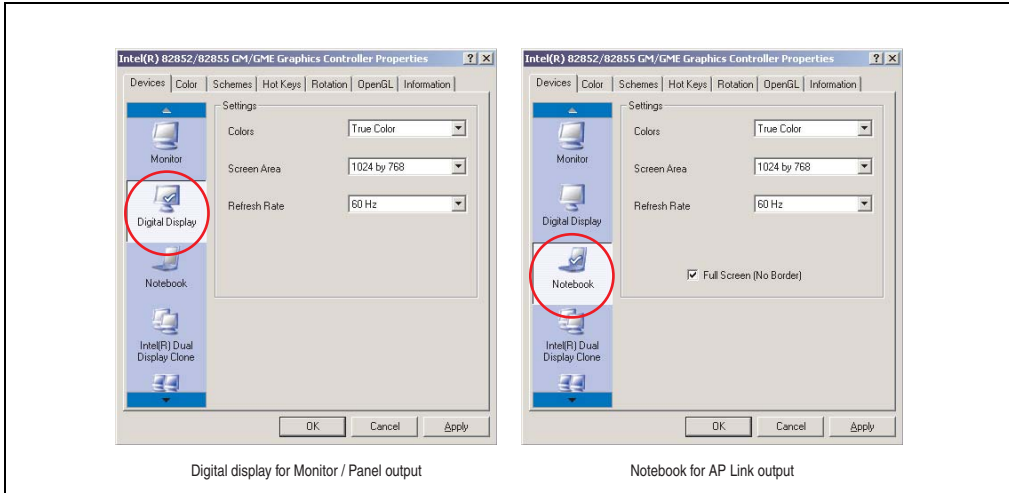 Intel(R) 82852/82855 GM/GME Graphics Controller Properties
Devices Color Schemes Hot Keys Rotation OpenGL Information
Monitor
Digital Display
Notebook
Intel(R) Dual
Display Clone
Settings
Colors True Color
Screen Area 1024 by 768
Refresh Rate 60 Hz
OK Cancel Apply
Digital display for Monitor / Panel output
Intel(R) 82852/82855 GM/GME Graphics Controller Properties
Devices Color Schemes Hot Keys Rotation OpenGL Information
Monitor
Digital Display
Notebook
Intel(R) Dual
Display Clone
Settings
Colors True Color
Screen Area 1024 by 768
Refresh Rate 60 Hz
Full Screen (No Border)
OK Cancel Apply
Notebook for AP Link output